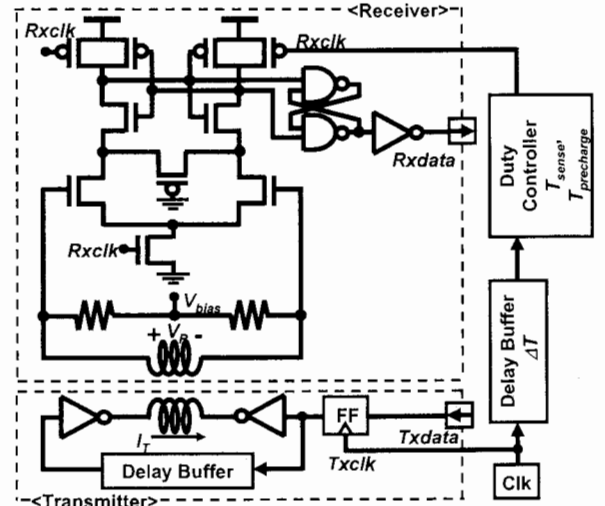 <Receiver>
Rxclk
Rxclk
Rxdata
Duty
Controller
Tsense,
Tprecharge
Rxclk
Vbias
+ VR -
Delay Buffer
ΔT
IT
FF
Txdata
Txclk
Delay Buffer
Clk
<Transmitter>